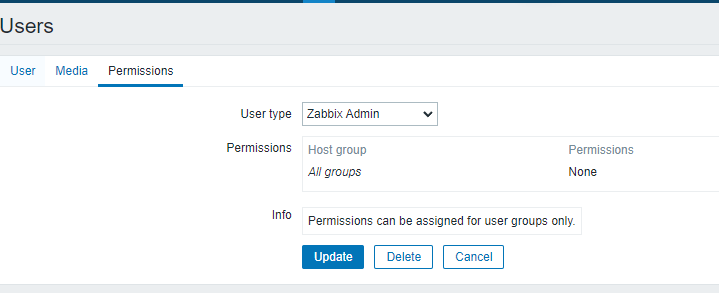 Users
User Media Permissions
User type Zabbix Admin
Permissions Host group Permissions
All groups None
Info Permissions can be assigned for user groups only.
Update Delete Cancel